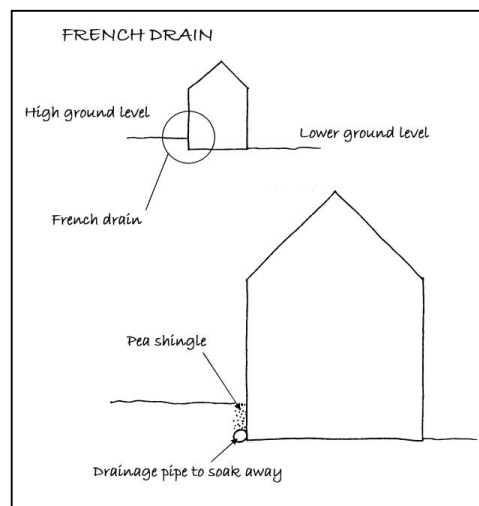 FRENCH DRAIN
High ground level
Lower ground level
French drain
Pea shingle
Drainage pipe to soak away